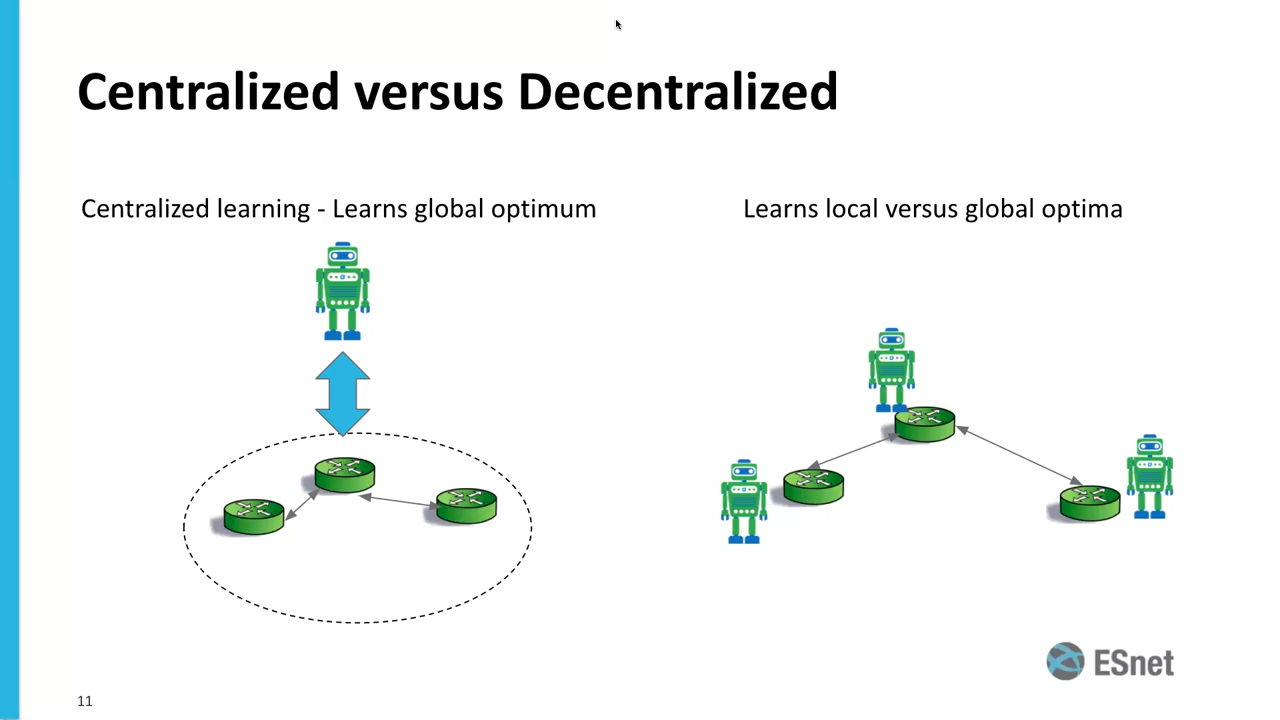 Centralized versus Decentralized
Centralized learning - Learns global optimum
Learns local versus global optima
ESnet
11